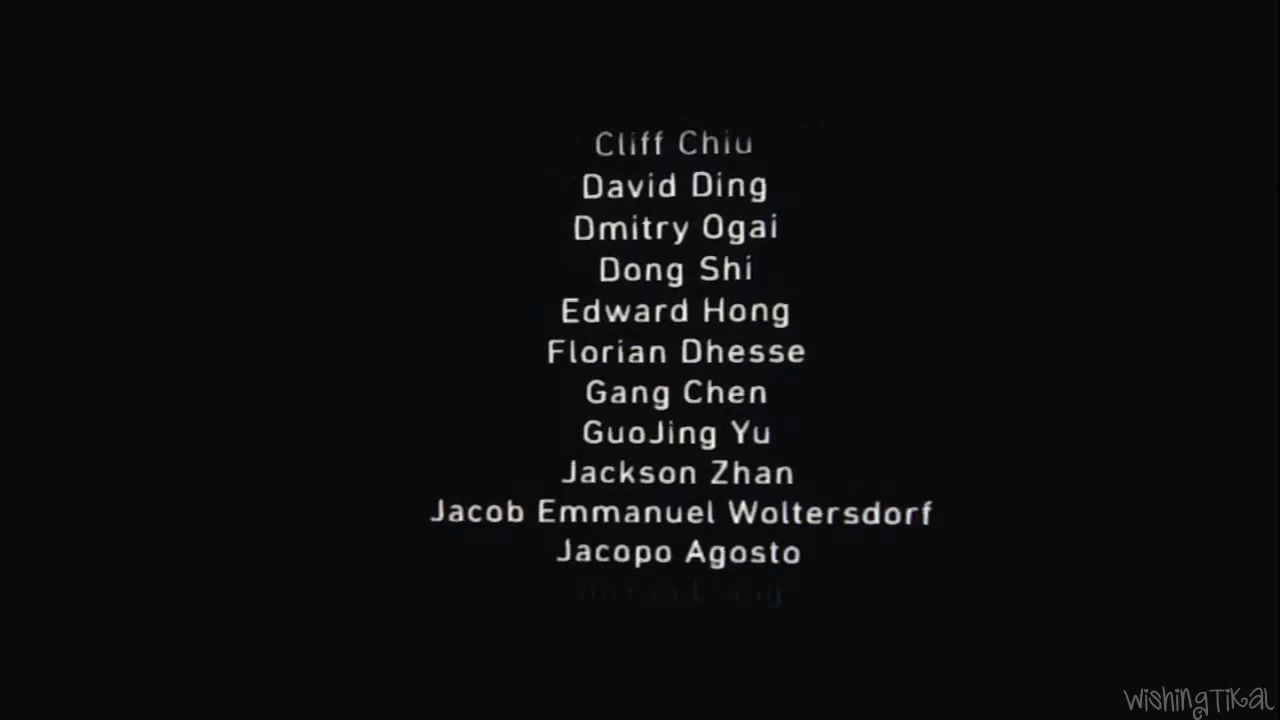 Cliff Chiu
David Ding
Dmitry Ogai
Dong Shi
Edward Hong
Florian Dhesse
Gang Chen
GuoJing Yu
Jackson Zhan
Jacob Emmanuel Woltersdorf
Jacopo Agosto
WishingTikal